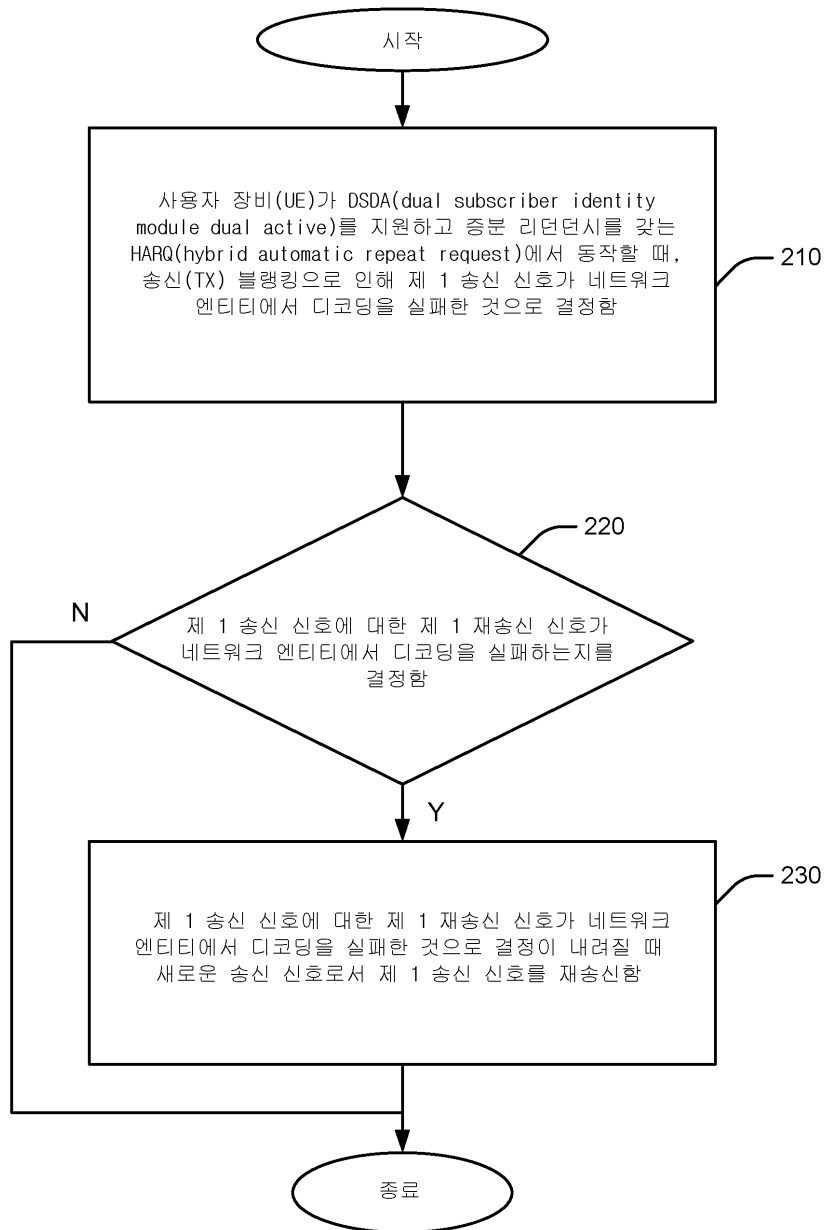 시작
사용자 장비(UE)가 DSDA(dual subscriber identity
module dual active)를 지원하고 증분 리던던시를 갖는
HARQ(hybrid automatic repeat request)에서 동작할 때,
송신(TX) 블랭킹으로 인해 제 1 송신 신호가 네트워크
엔티티에서 디코딩을 실패한 것으로 결정함
210
220
N
제 1 송신 신호에 대한 제 1 재송신 신호가
네트워크 엔티티에서 디코딩을 실패하는지를
결정함
Y
230
제 1 송신 신호에 대한 제 1 재송신 신호가 네트워크
엔티티에서 디코딩을 실패한 것으로 결정이 내려질 때
새로운 송신 신호로서 제 1 송신 신호를 재송신함
종료